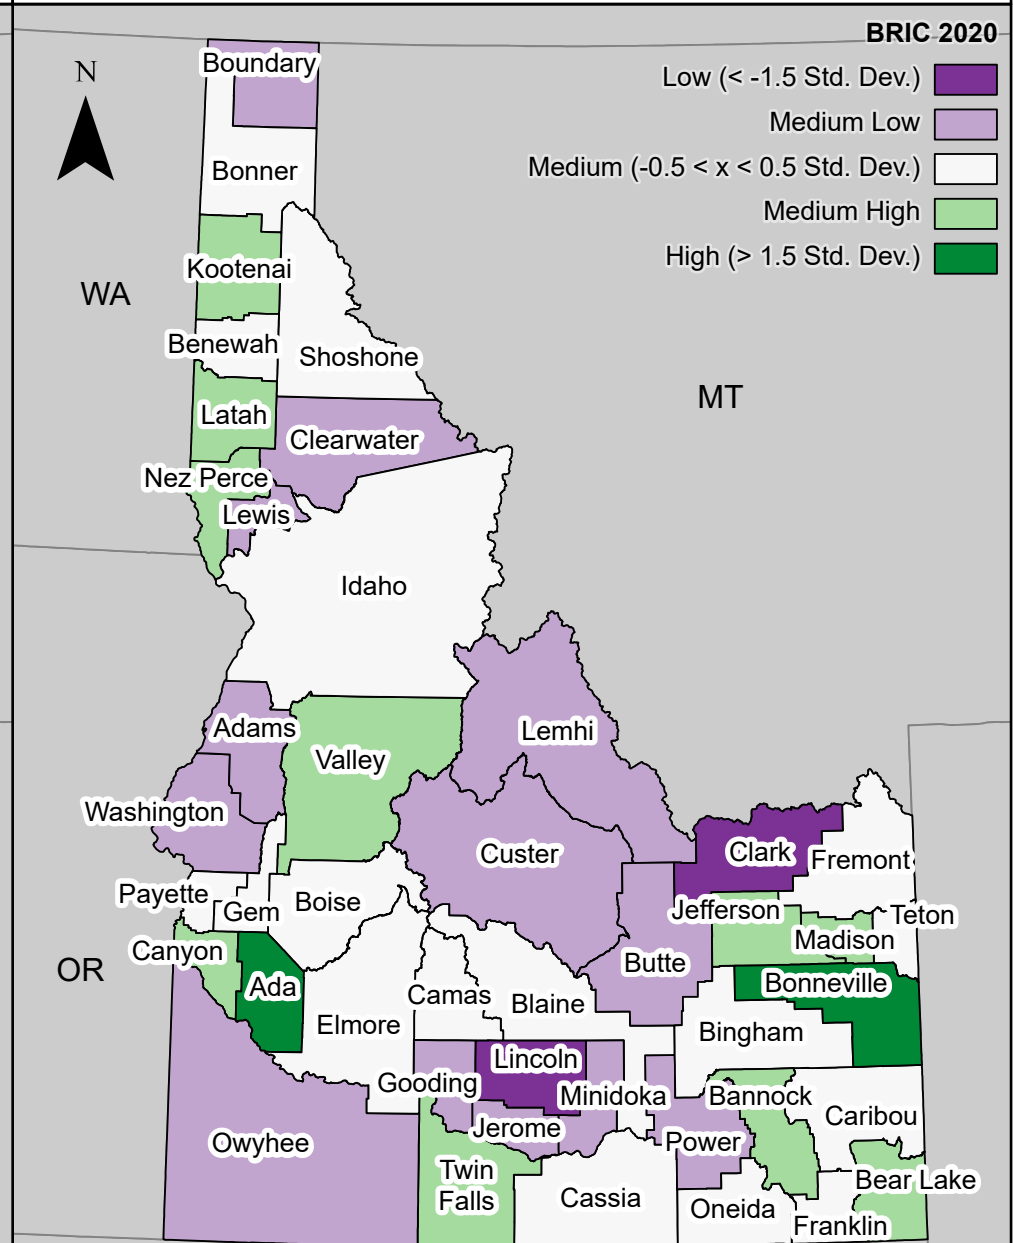 BRIC 2020
Low (< -1.5 Std. Dev.)
Medium Low
Medium (-0.5 < x < 0.5 Std. Dev.)
Medium High
High (> 1.5 Std. Dev.)
N
Boundary
Bonner
Kootenai
WA
Benewah
Shoshone
MT
Latah
Clearwater
Nez Perce
Lewis
Idaho
Adams
Lemhi
Valley
Washington
Custer
Clark
Fremont
Payette
Gem
Boise
Jefferson
Teton
Madison
Canyon
OR
Ada
Butte
Bonneville
Camas
Blaine
Elmore
Bingham
Lincoln
Gooding
Minidoka
Bannock
Caribou
Jerome
Owyhee
Power
Twin
Falls
Cassia
Bear Lake
Oneida
Franklin